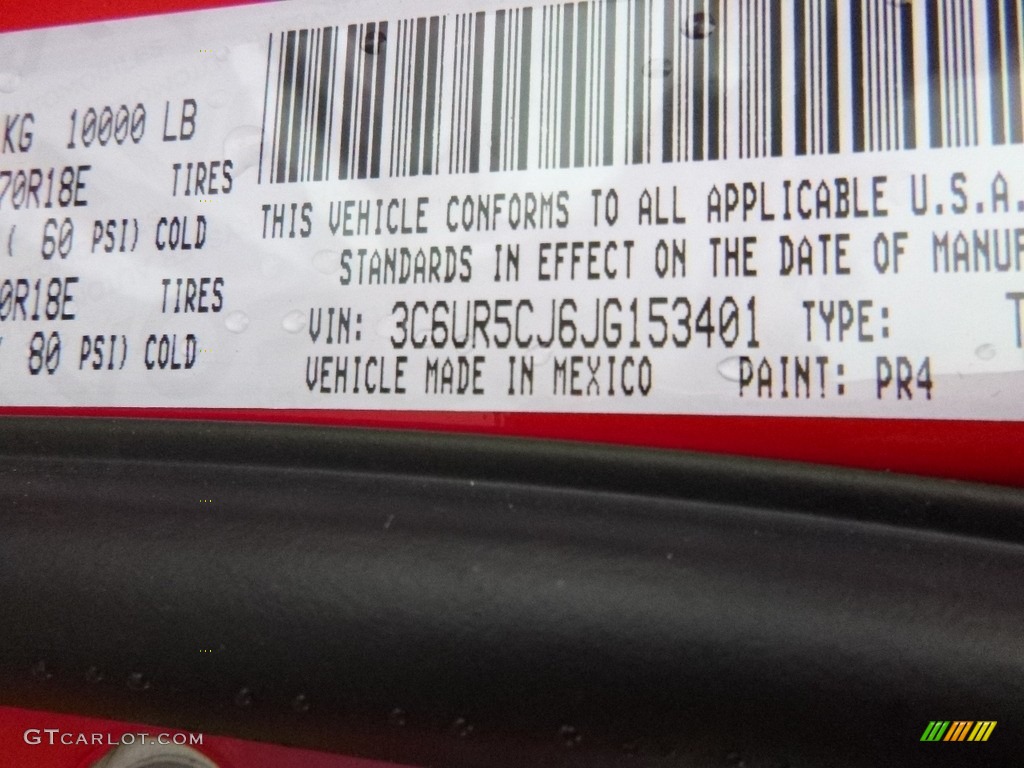 KG 10000 LB
70R18E TIRES
( 60 PSI) COLD
0R18E TIRES
80 PSI) COLD
THIS VEHICLE CONFORMS TO ALL APPLICABLE U.S.A.
STANDARDS IN EFFECT ON THE DATE OF MANUF
VIN: 3C6UR5CJ6JG153401 TYPE: T
VEHICLE MADE IN MEXICO PAINT: PR4
GTCARLOT.COM